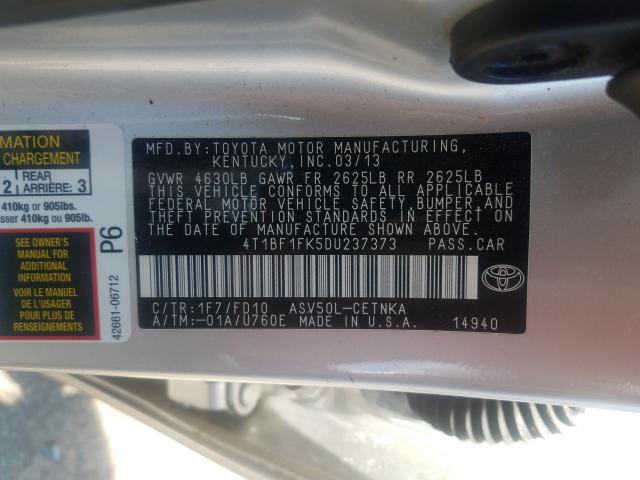 MATION
CHARGEMENT
2 REAR ARRIÈRE: 3
410kg or 905lbs.
sser 410kg ou 905lb.
SEE OWNER'S
MANUAL FOR
ADDITIONAL
INFORMATION
VOIR LE MANUEL
DE L'USAGER
POUR PLUS DE
RENSEIGNEMENTS
P6
42661-06712
MFD.BY:TOYOTA MOTOR MANUFACTURING,
KENTUCKY,INC.03/13
GVWR 4630LB GAWR FR 2625LB RR 2625LB
THIS VEHICLE CONFORMS TO ALL APPLICABLE
FEDERAL MOTOR VEHICLE SAFETY,BUMPER,AND
THEFT PREVENTION STANDARDS IN EFFECT ON
THE DATE OF MANUFACTURE SHOWN ABOVE.
4T1BF1FK5DU237373 PASS.CAR
C/TR:1F7/FD10 ASV50L-CETNKA
A/TM:-01A/U760E MADE IN U.S.A. 14940